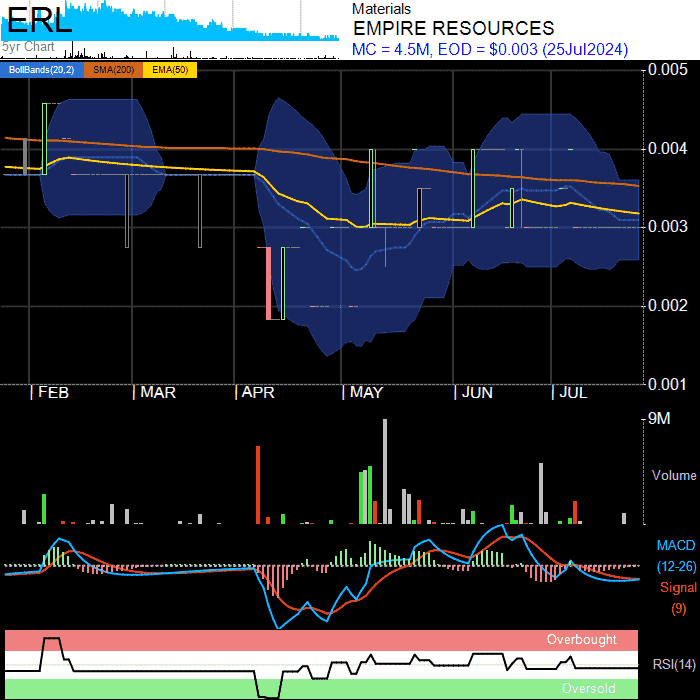 ERL
5yr Chart
Materials
EMPIRE RESOURCES
MC = 4.5M, EOD = $0.003 (25Jul2024)
BollBands(20,2) SMA(200) EMA(50)
0.005
0.004
0.003
0.002
0.001
FEB MAR APR MAY JUN JUL
9M
Volume
MACD
(12-26)
Signal
(9)
Overbought
RSI(14)
Oversold